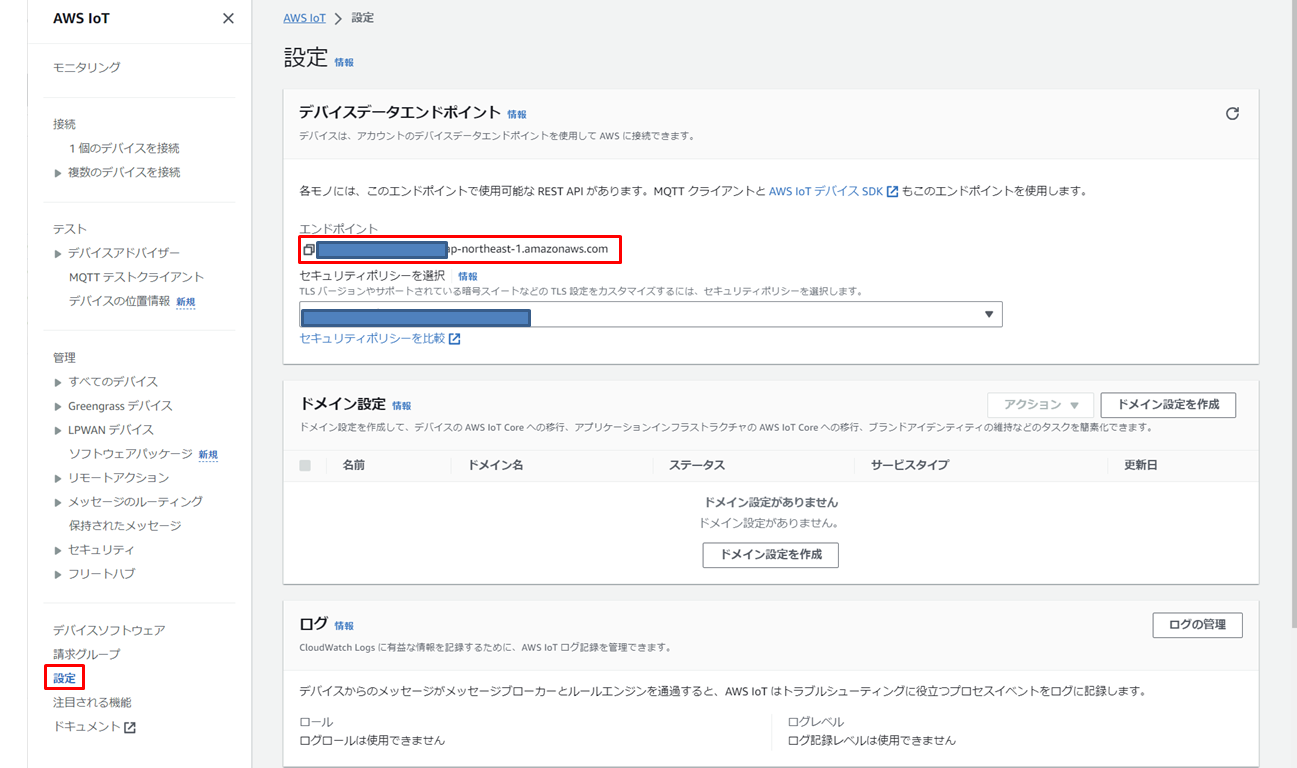 AWS IoT
モニタリング
接続
1 個のデバイスを接続
複数のデバイスを接続
テスト
デバイスアドバイザー
MQTT テストクライアント
デバイスの位置情報 新規
管理
すべてのデバイス
Greengrass デバイス
LPWAN デバイス
ソフトウェアパッケージ 新規
リモートアクション
メッセージのルーティング
保持されたメッセージ
セキュリティ
フリートハブ
デバイスソフトウェア
請求グループ
設定
注目される機能
ドキュメント
AWS IoT 設定
設定 情報
デバイスデータエンドポイント 情報
デバイスは、アカウントのデバイスデータエンドポイントを使用して AWS に接続できます。
各モノには、このエンドポイントで使用可能な REST API があります。MQTT クライアントと AWS IoT デバイス SDK もこのエンドポイントを使用します。
エンドポイント
ap-northeast-1.amazonaws.com
セキュリティポリシーを選択 情報
TLS バージョンやサポートされている暗号スイートなどの TLS 設定をカスタマイズするには、セキュリティポリシーを選択します。
セキュリティポリシーを比較
ドメイン設定 情報 アクション ドメイン設定を作成
ドメイン設定を作成して、デバイスの AWS IoT Core への移行、アプリケーションインフラストラクチャの AWS IoT Core への移行、ブランドアイデンティティの維持などのタスクを簡素化できます。
名前 ドメイン名 ステータス サービスタイプ 更新日
ドメイン設定がありません
ドメイン設定がありません。
ドメイン設定を作成
ログ 情報 ログの管理
CloudWatch Logs に有益な情報を記録するために、AWS IoT ログ記録を管理できます。
デバイスからのメッセージがメッセージブローカーとルールエンジンを通過すると、AWS IoT はトラブルシューティングに役立つプロセスイベントをログに記録します。
ロール ログレベル
ログロールは使用できません ログ記録レベルは使用できません